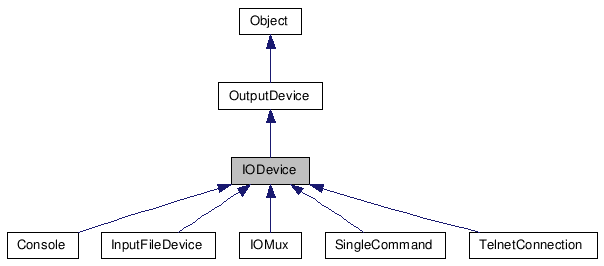 Object
OutputDevice
IODevice
Console
InputFileDevice
IOMux
SingleCommand
TelnetConnection